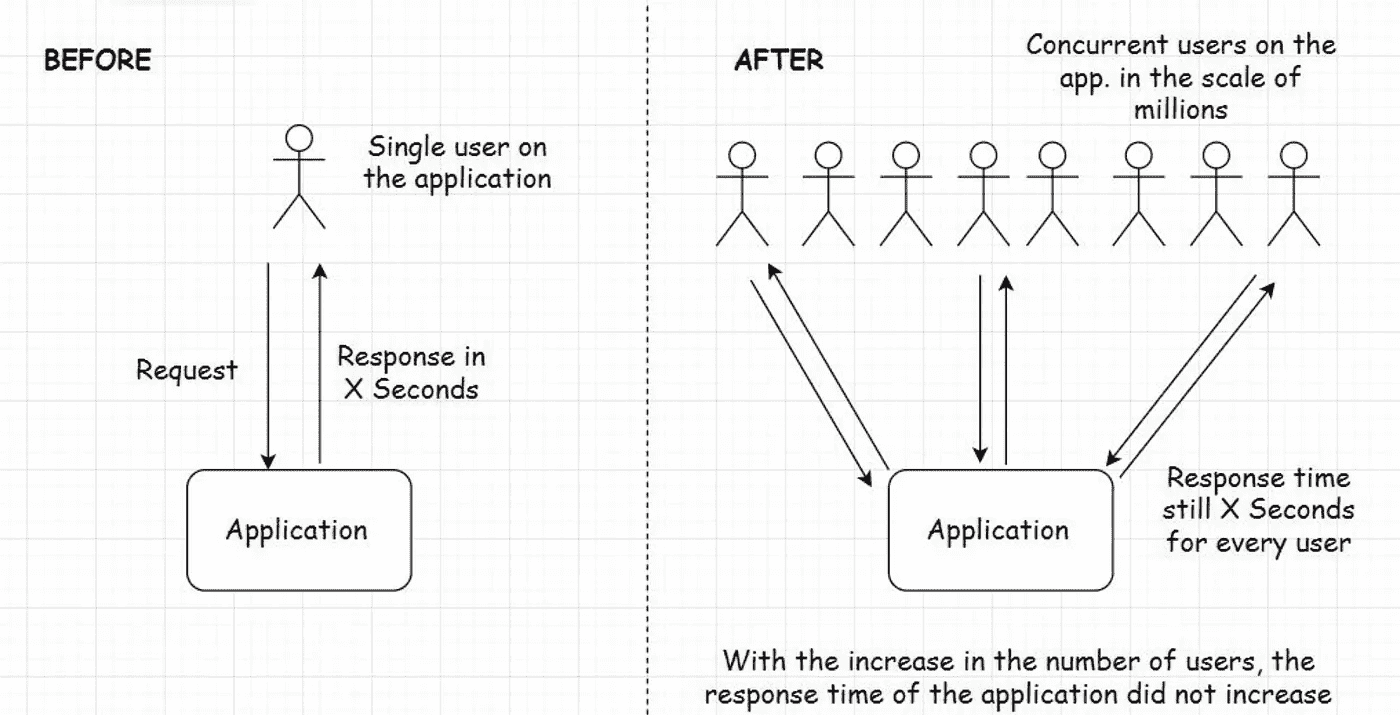 BEFORE
Single user on
the application
Request
Response in
X Seconds
Application
AFTER
Concurrent users on the
app. in the scale of
millions
Application
Response time
still X Seconds
for every user
With the increase in the number of users, the
response time of the application did not increase